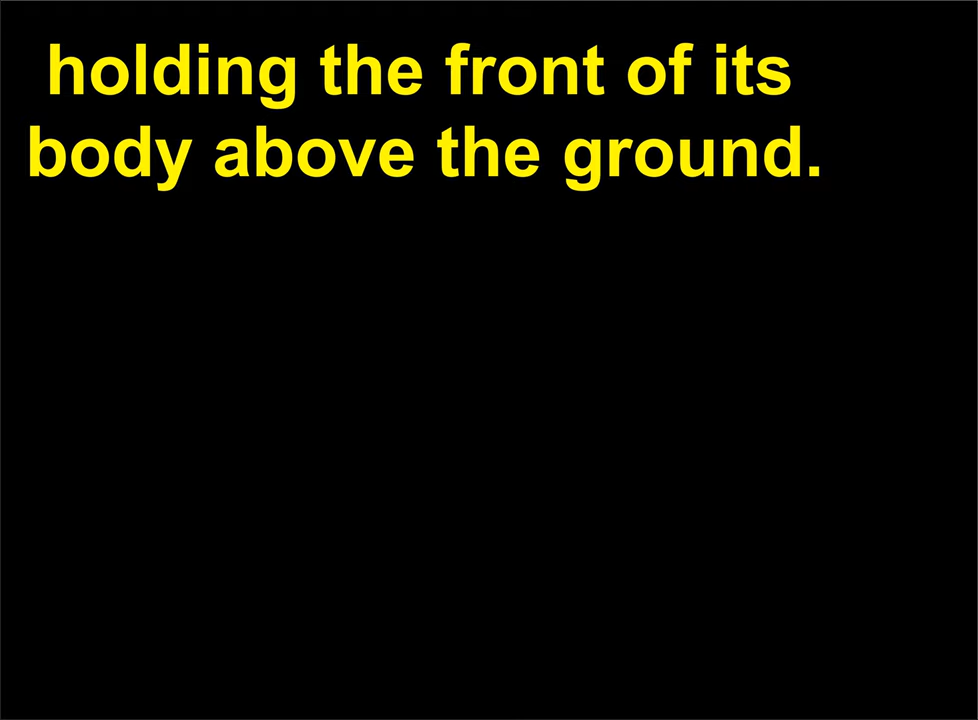 holding the front of its
body above the ground.